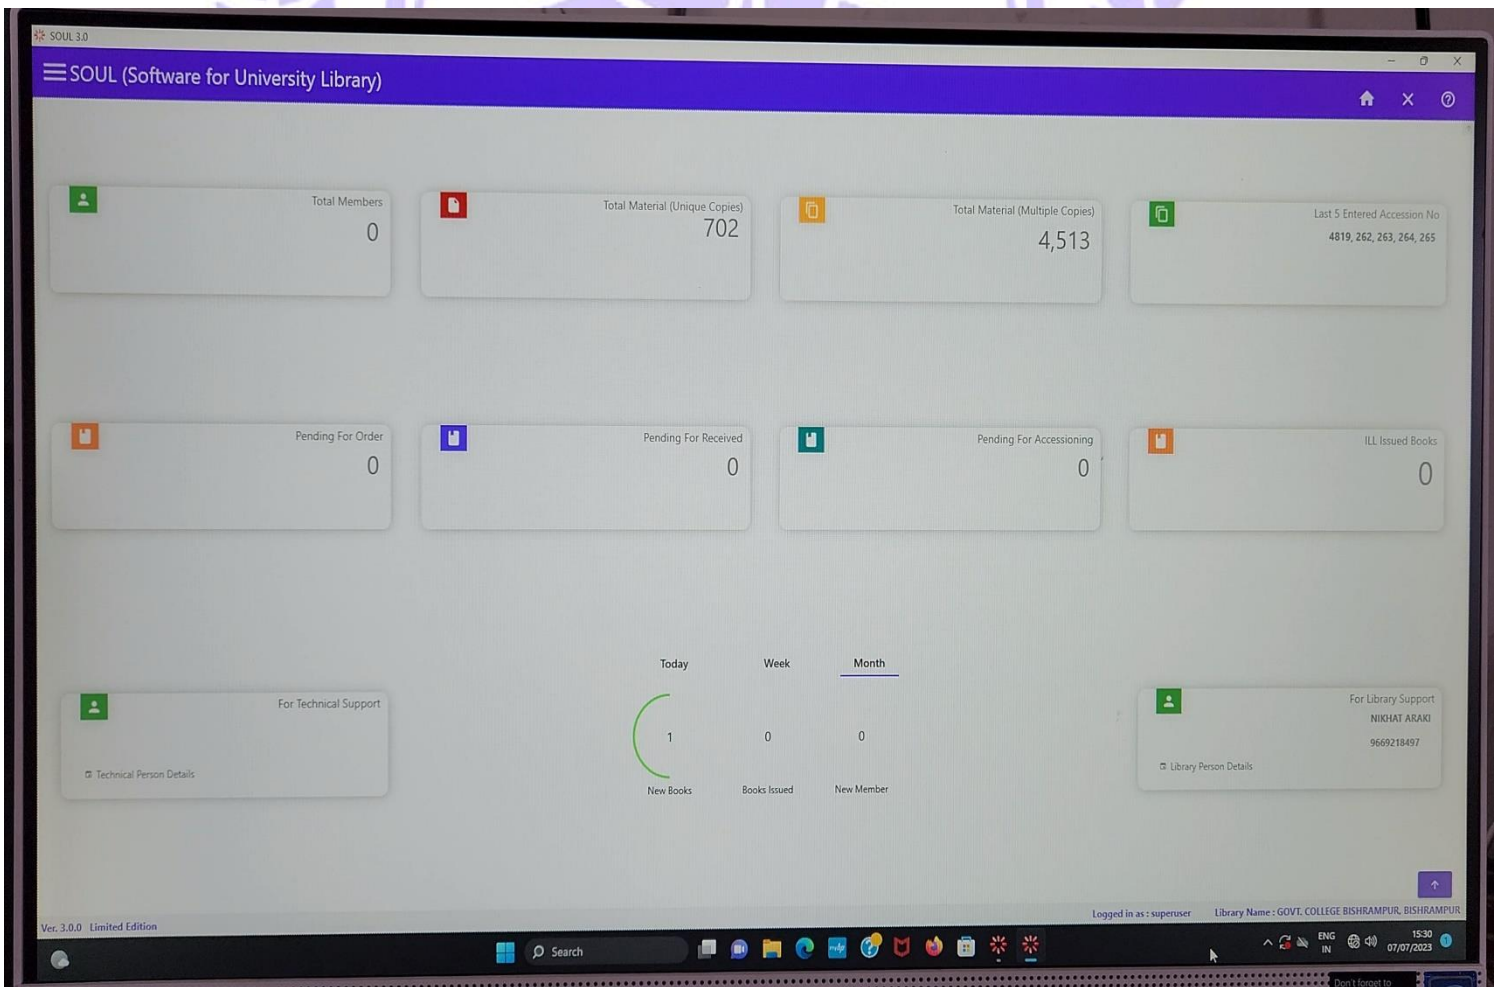 SOUL 3.0
SOUL (Software for University Library)
Total Members
0
Total Material (Unique Copies)
702
Total Material (Multiple Copies)
4,513
Last 5 Entered Accession No
4819, 262, 263, 264, 265
Pending For Order
0
Pending For Received
0
Pending For Accessioning
0
ILL Issued Books
0
Today Week Month
1 0 0
New Books Books Issued New Member
For Technical Support
Technical Person Details
For Library Support
NIKHAT ARAKI
9669218497
Library Person Details
Ver. 3.0.0 Limited Edition
Logged in as : superuser Library Name : GOVT. COLLEGE BISHRAMPUR, BISHRAMPUR
Search
ENG
IN
15:30
07/07/2023
1
Don't forget to